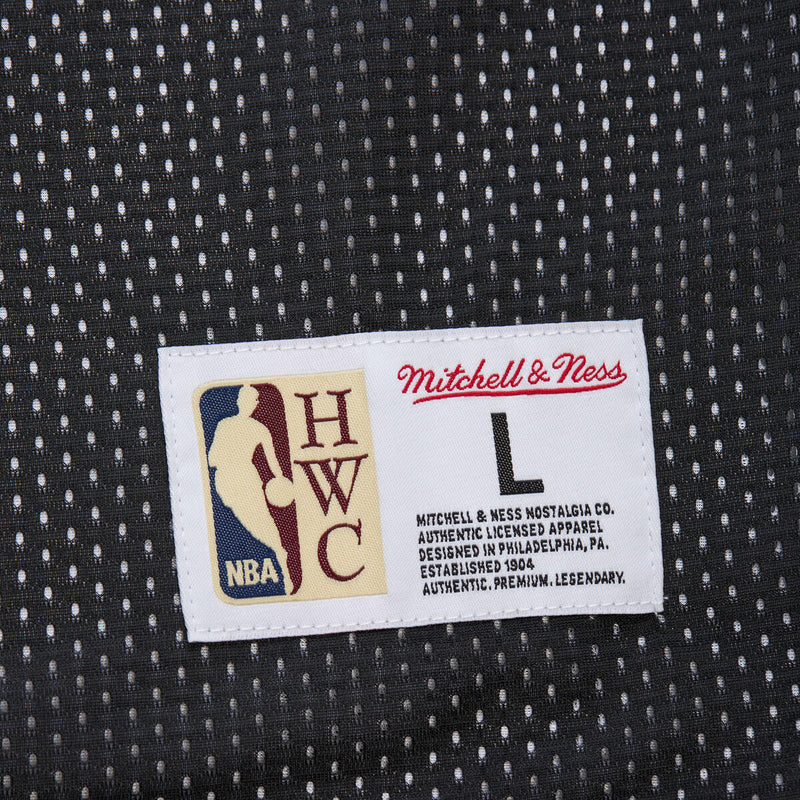 NBA
H
W
C
Mitchell & Ness
L
MITCHELL & NESS NOSTALGIA CO.
AUTHENTIC LICENSED APPAREL
DESIGNED IN PHILADELPHIA, PA.
ESTABLISHED 1904
AUTHENTIC. PREMIUM. LEGENDARY.